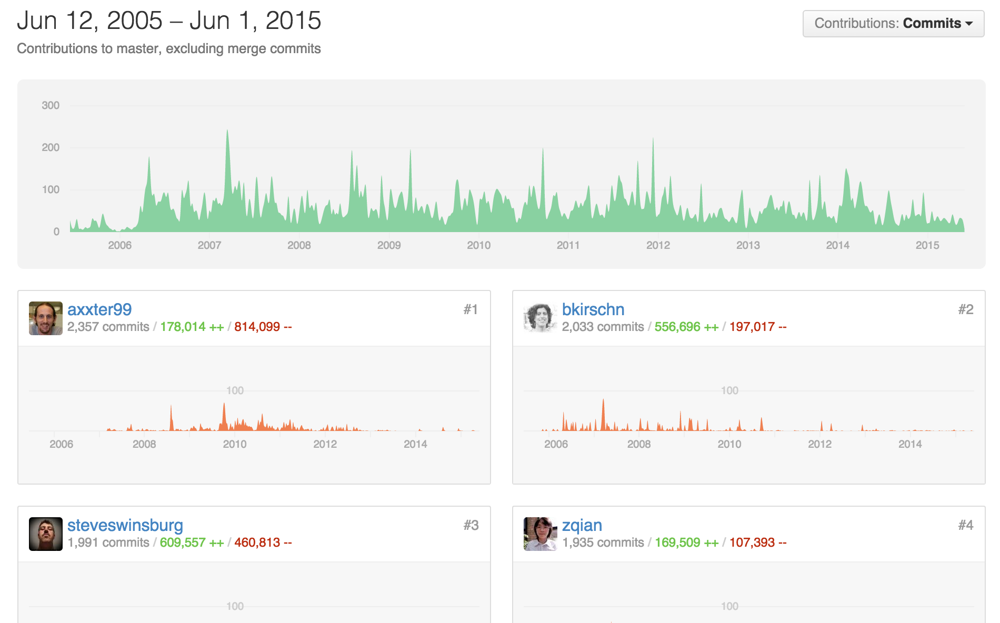 Jun 12, 2005 – Jun 1, 2015
Contributions: Commits
Contributions to master, excluding merge commits
300
200
100
0
2006 2007 2008 2009 2010 2011 2012 2013 2014 2015
axxter99 #1
2,357 commits / 178,014 ++ / 814,099 --
100
2006 2008 2010 2012 2014
bkirschn #2
2,033 commits / 556,696 ++ / 197,017 --
100
2006 2008 2010 2012 2014
steveswinsburg #3
1,991 commits / 609,557 ++ / 460,813 --
100
zqian #4
1,935 commits / 169,509 ++ / 107,393 --
100